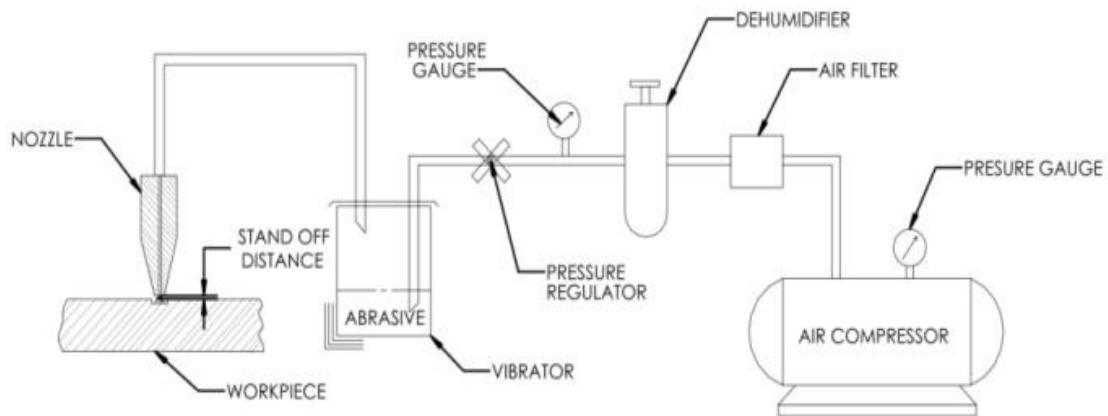 DEHUMIDIFIER
PRESSURE
GAUGE
AIR FILTER
NOZZLE
PRESURE GAUGE
STAND OFF
DISTANCE
PRESSURE
REGULATOR
ABRASIVE
AIR COMPRESSOR
VIBRATOR
WORKPIECE